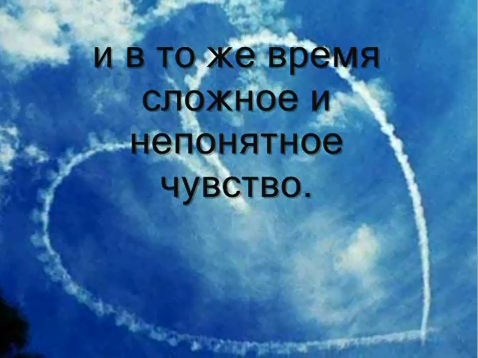 и в то же время
сложное и
непонятное
чувство.